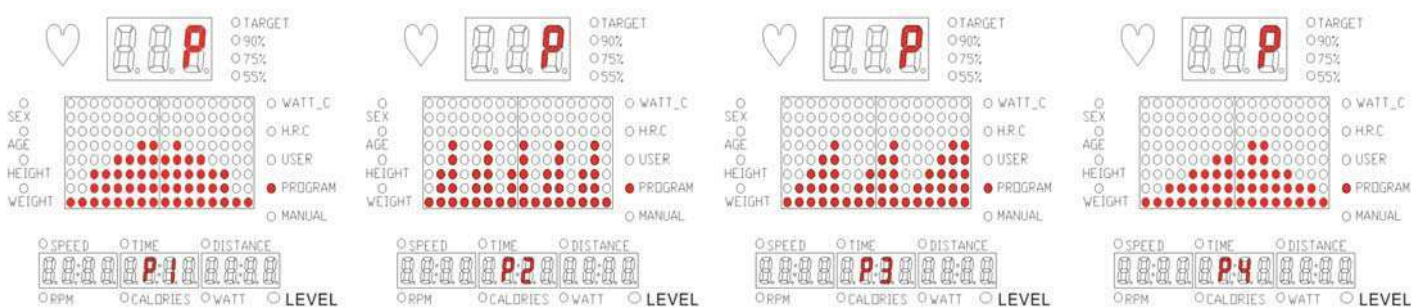 P
TARGET
90%
75%
55%
SEX
AGE
HEIGHT
WEIGHT
WATT_C
H.R.C
USER
PROGRAM
MANUAL
SPEED TIME DISTANCE
P1
RPM CALORIES WATT LEVEL
P
TARGET
90%
75%
55%
SEX
AGE
HEIGHT
WEIGHT
WATT_C
H.R.C
USER
PROGRAM
MANUAL
SPEED TIME DISTANCE
P2
RPM CALORIES WATT LEVEL
P
TARGET
90%
75%
55%
SEX
AGE
HEIGHT
WEIGHT
WATT_C
H.R.C
USER
PROGRAM
MANUAL
SPEED TIME DISTANCE
P3
RPM CALORIES WATT LEVEL
P
TARGET
90%
75%
55%
SEX
AGE
HEIGHT
WEIGHT
WATT_C
H.R.C
USER
PROGRAM
MANUAL
SPEED TIME DISTANCE
P4
RPM CALORIES WATT LEVEL